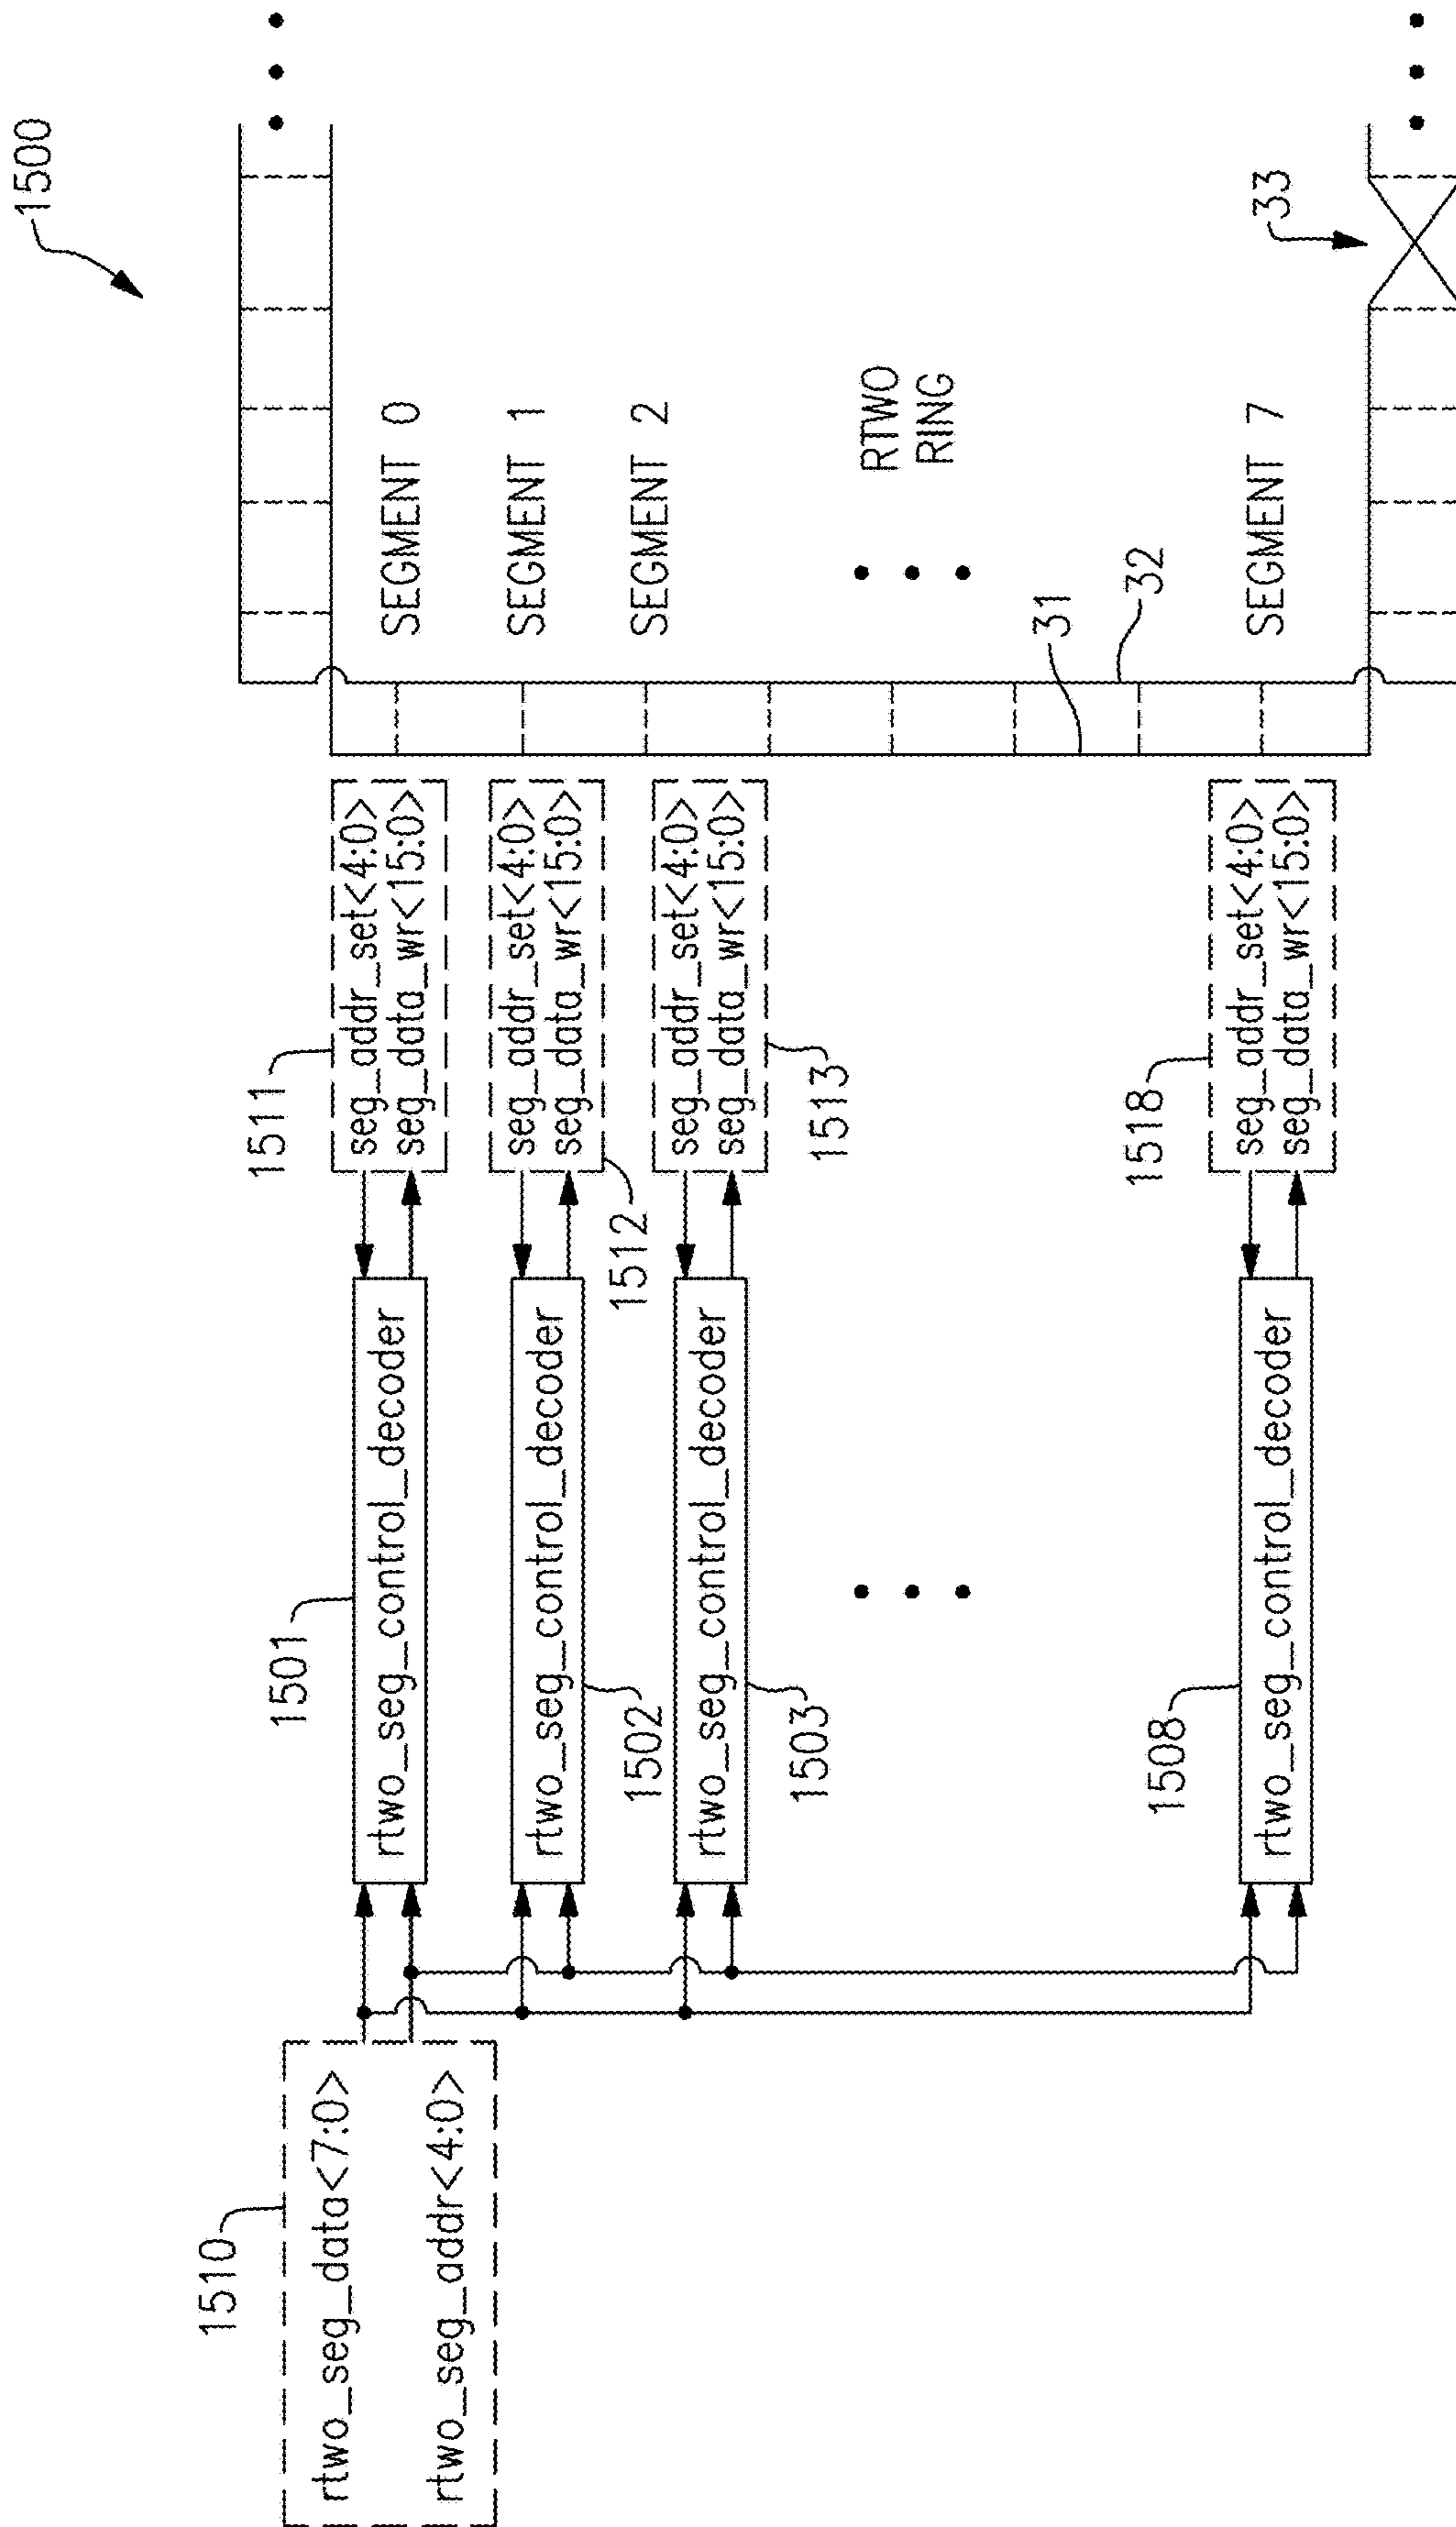 1500
1510
rtwo_seg_data<7:0>
rtwo_seg_addr<4:0>
1501
rtwo_seg_control_decoder
1511
seg_addr_set<4:0>
seg_data_wr<15:0>
SEGMENT 0
1502
rtwo_seg_control_decoder
1512
seg_addr_set<4:0>
seg_data_wr<15:0>
SEGMENT 1
1503
rtwo_seg_control_decoder
1513
seg_addr_set<4:0>
seg_data_wr<15:0>
SEGMENT 2
RTWO
RING
31
32
1508
rtwo_seg_control_decoder
1518
seg_addr_set<4:0>
seg_data_wr<15:0>
SEGMENT 7
33